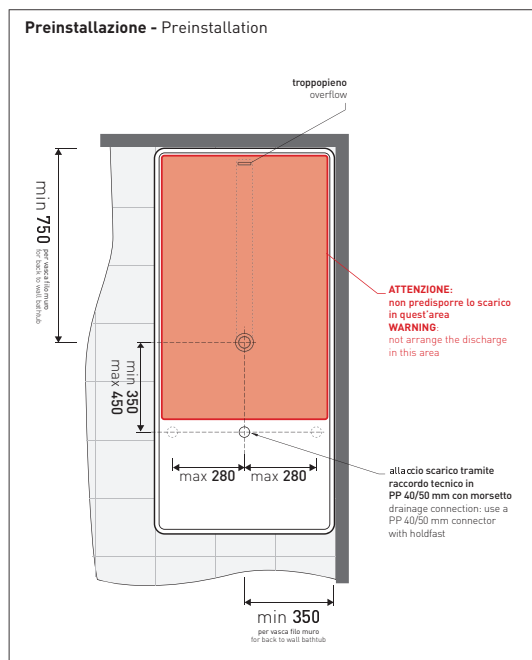 Preinstallazione - Preinstallation
troppopieno
overflow
min 750
per vasca filo muro
for back to wall bathtub
ATTENZIONE:
non predisporre lo scarico
in quest'area
WARNING:
not arrange the discharge
in this area
min 350
max 450
max 280
max 280
allaccio scarico tramite
raccordo tecnico in
PP 40/50 mm con morsetto
drainage connection: use a
PP 40/50 mm connector
with holdfast
min 350
per vasca filo muro
for back to wall bathtub